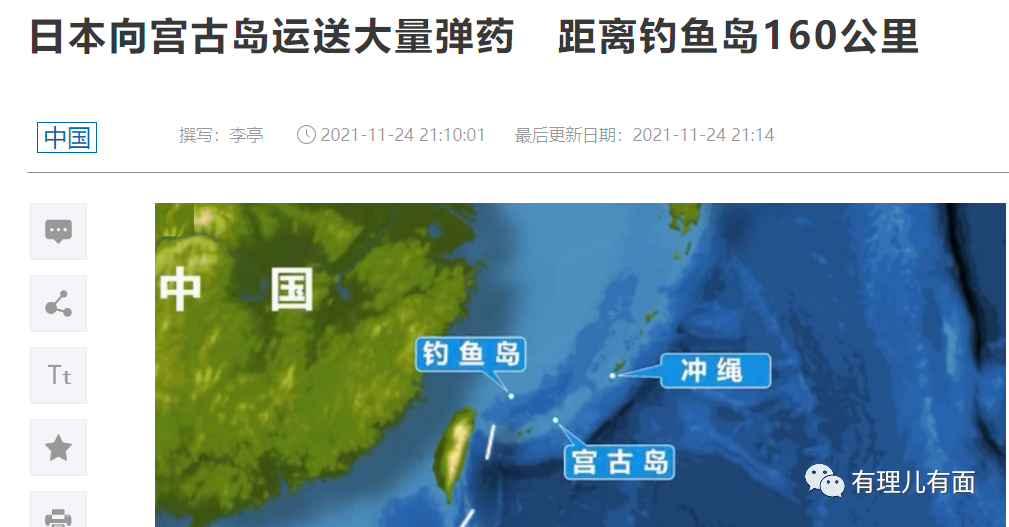 日本向宫古岛运送大量弹药 距离钓鱼岛160公里
中国
撰写：李亭 2021-11-24 21:10:01 最后更新日期：2021-11-24 21:14
Tt
中 国
钓鱼岛
冲绳
宫古岛
有理儿有面